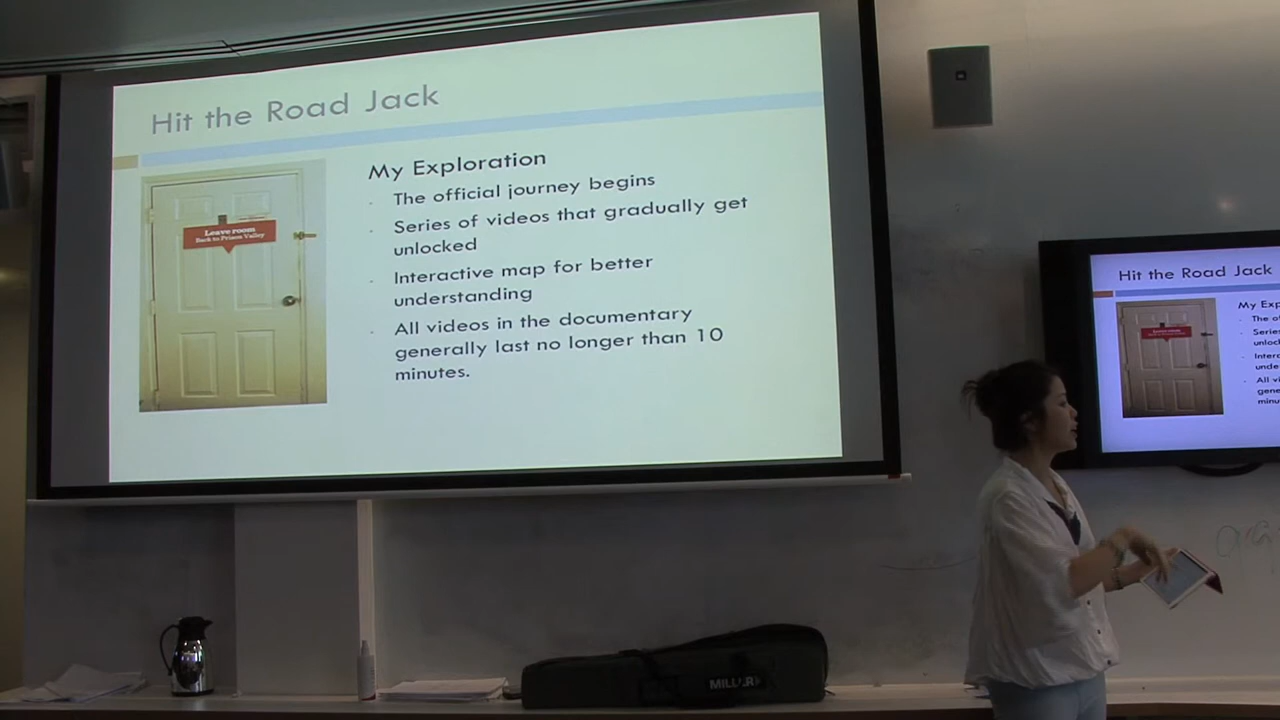 Hit the Road Jack
Leave room
Back to Prison Valley
My Exploration
The official journey begins
Series of videos that gradually get
unlocked
Interactive map for better
understanding
All videos in the documentary
generally last no longer than 10
minutes.
Hit the Road Jack
My Exp
The o
Series
unlock
Intera
unde
All vi
gene
minu
MILLER